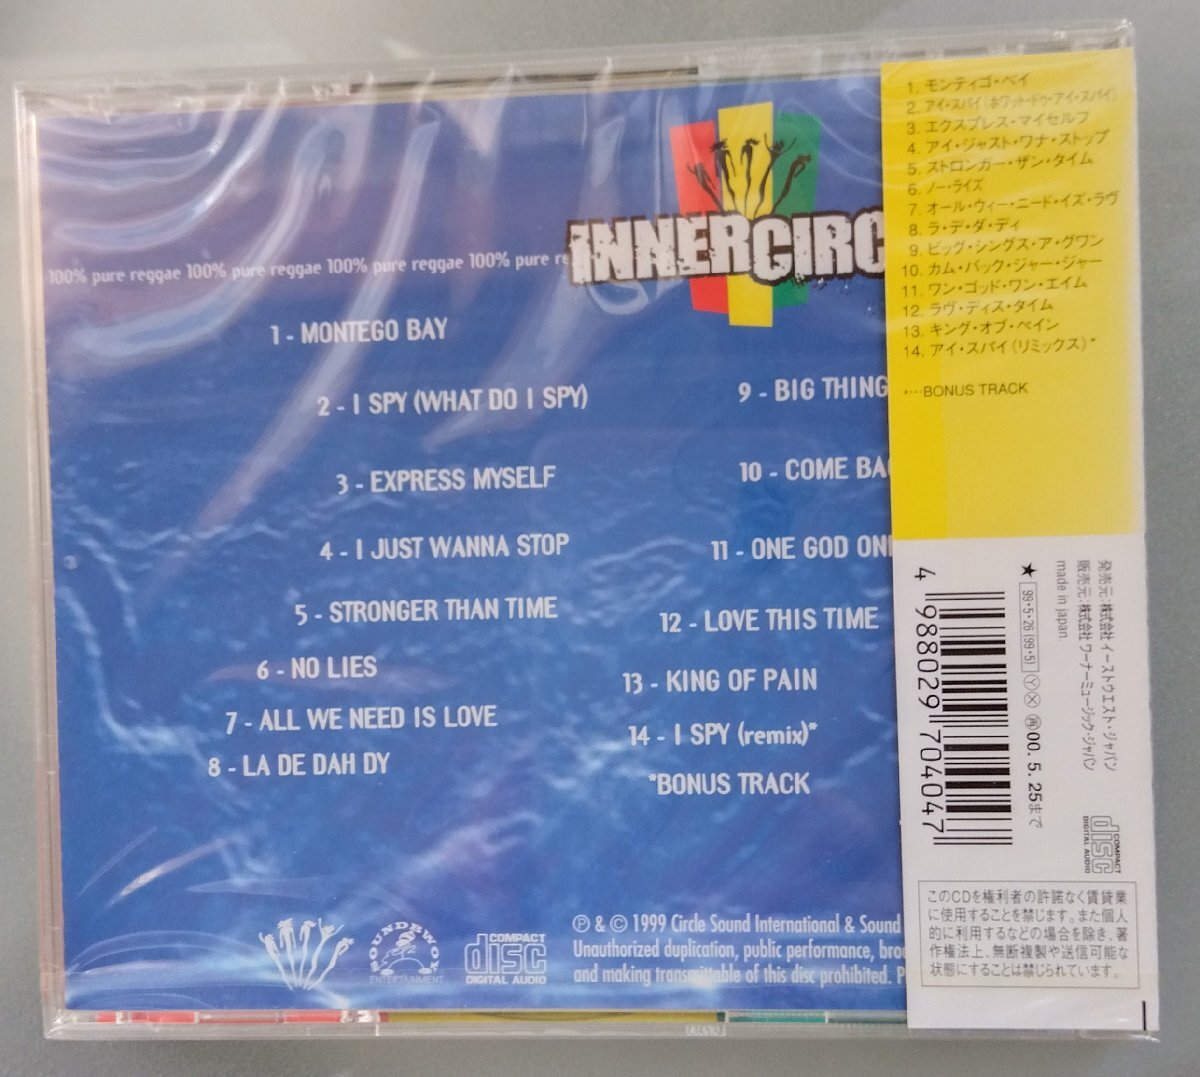 INNERCIRC
100% pure reggae 100% pure reggae 100% pure reggae 100% pure re
1 - MONTEGO BAY
2 - I SPY (WHAT DO I SPY)
3 - EXPRESS MYSELF
4 - I JUST WANNA STOP
5 - STRONGER THAN TIME
6 - NO LIES
7 - ALL WE NEED IS LOVE
8 - LA DE DAH DY
9 - BIG THING
10 - COME BA
11 - ONE GOD ON
12 - LOVE THIS TIME
13 - KING OF PAIN
14 - I SPY (remix)*
*BONUS TRACK
SOUNDBWOY
ENTERTAINMENT
COMPACT
disc
DIGITAL AUDIO
Ⓟ & © 1999 Circle Sound International & Sound
Unauthorized duplication, public performance, bro
and making transmittable of this disc prohibited. P
1. モンティゴ・ベイ
2. アイ・スパイ(ホワット・ドゥ・アイ・スパイ)
3. エクスプレス・マイセルフ
4. アイ・ジャスト・ワナ・ストップ
5. ストロンガー・ザン・タイム
6. ノー・ライズ
7. オール・ウィー・ニード・イズ・ラヴ
8. ラ・デ・ダ・ディ
9. ビッグ・シングス・ア・グワン
10. カム・バック・ジャー・ジャー
11. ワン・ゴッド・ワン・エイム
12. ラヴ・ディス・タイム
13. キング・オブ・ペイン
14. アイ・スパイ(リミックス)*
*…BONUS TRACK
発売元:株式会社 イーストウエスト・ジャパン
販売元:株式会社 ワーナーミュージック・ジャパン
made in japan.
★ 99・5・26 (99・5) Ⓨ Ⓧ ㊢00. 5. 25まで
4 988029 704047
COMPACT
disc
DIGITAL AUDIO
このCDを権利者の許諾なく賃貸業
に使用することを禁じます。また個人
的に利用するなどの場合を除き、著
作権法上、無断複製や送信可能な
状態にすることは禁じられています。